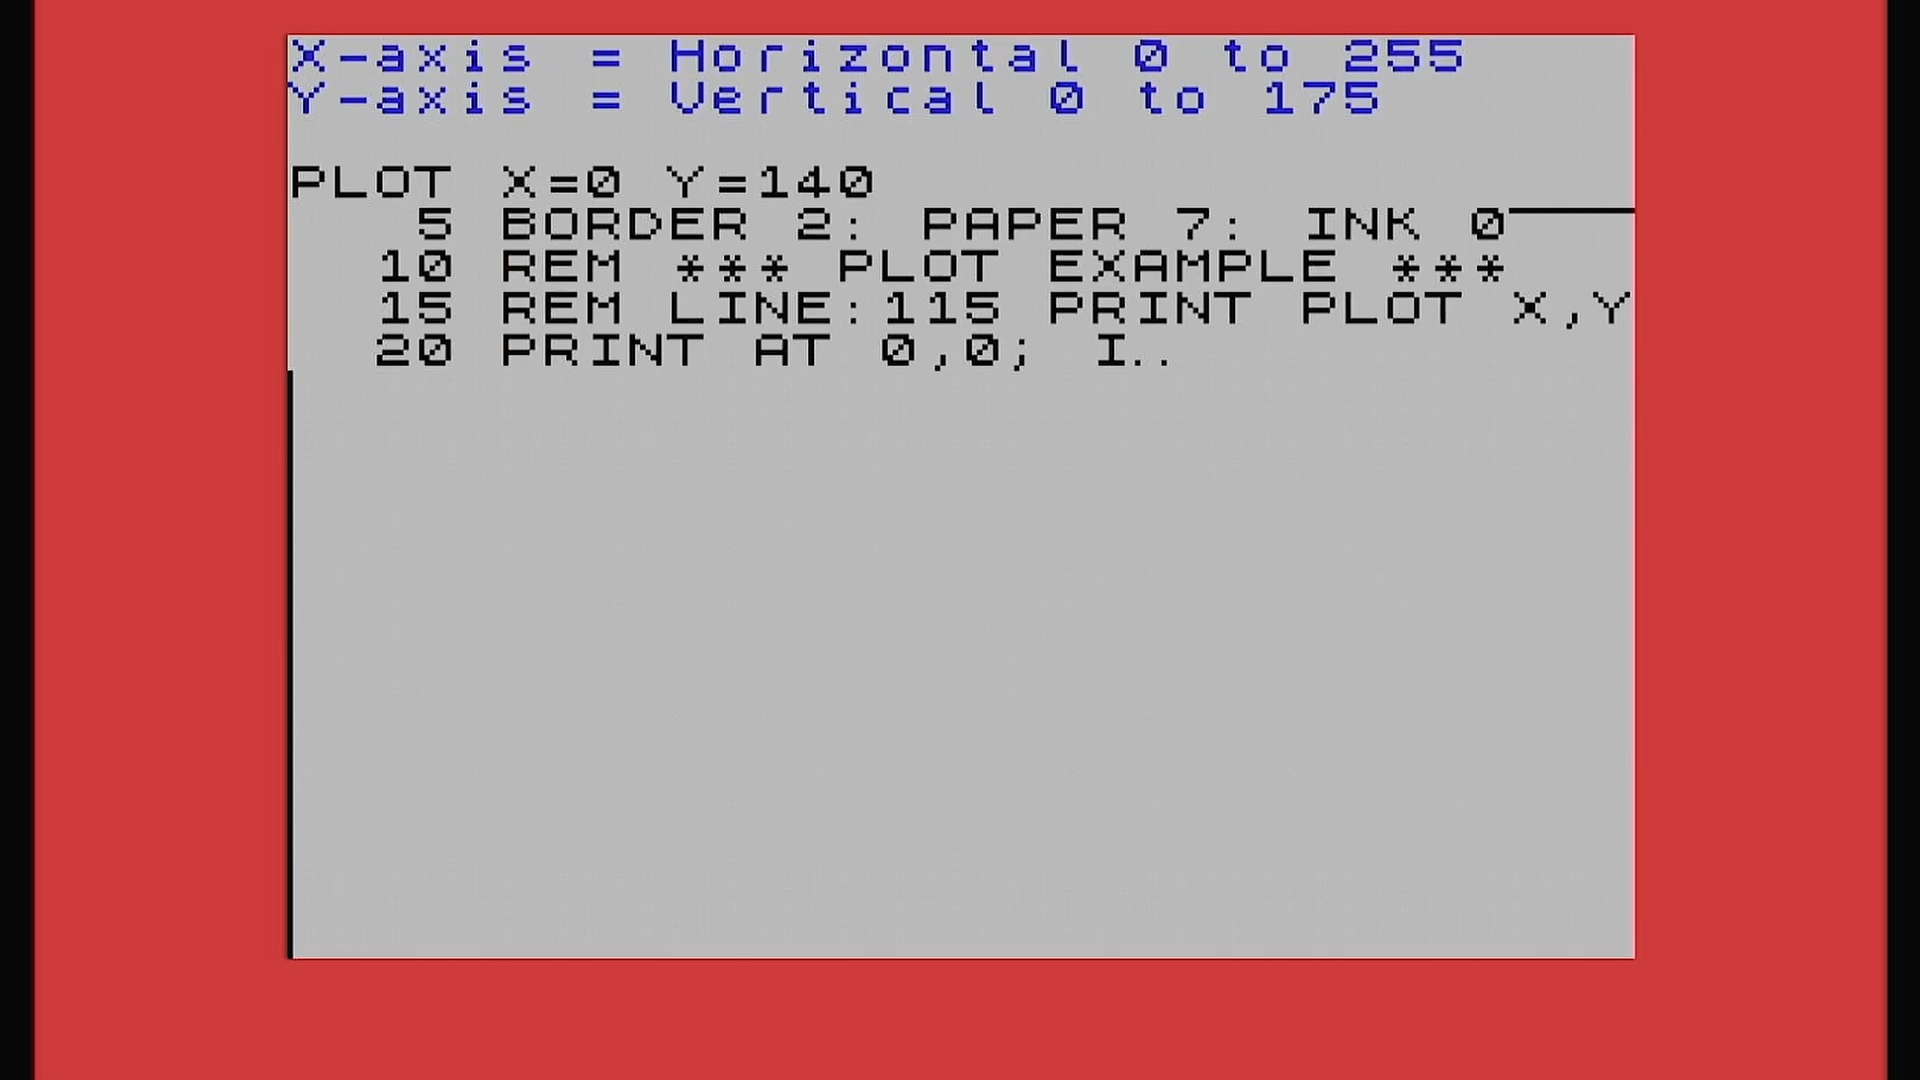 X-axis = Horizontal 0 to 255
Y-axis = Vertical 0 to 175
PLOT X=0 Y=140
5 BORDER 2: PAPER 7: INK 0
10 REM *** PLOT EXAMPLE ***
15 REM LINE:115 PRINT PLOT X,Y
20 PRINT AT 0,0; I..